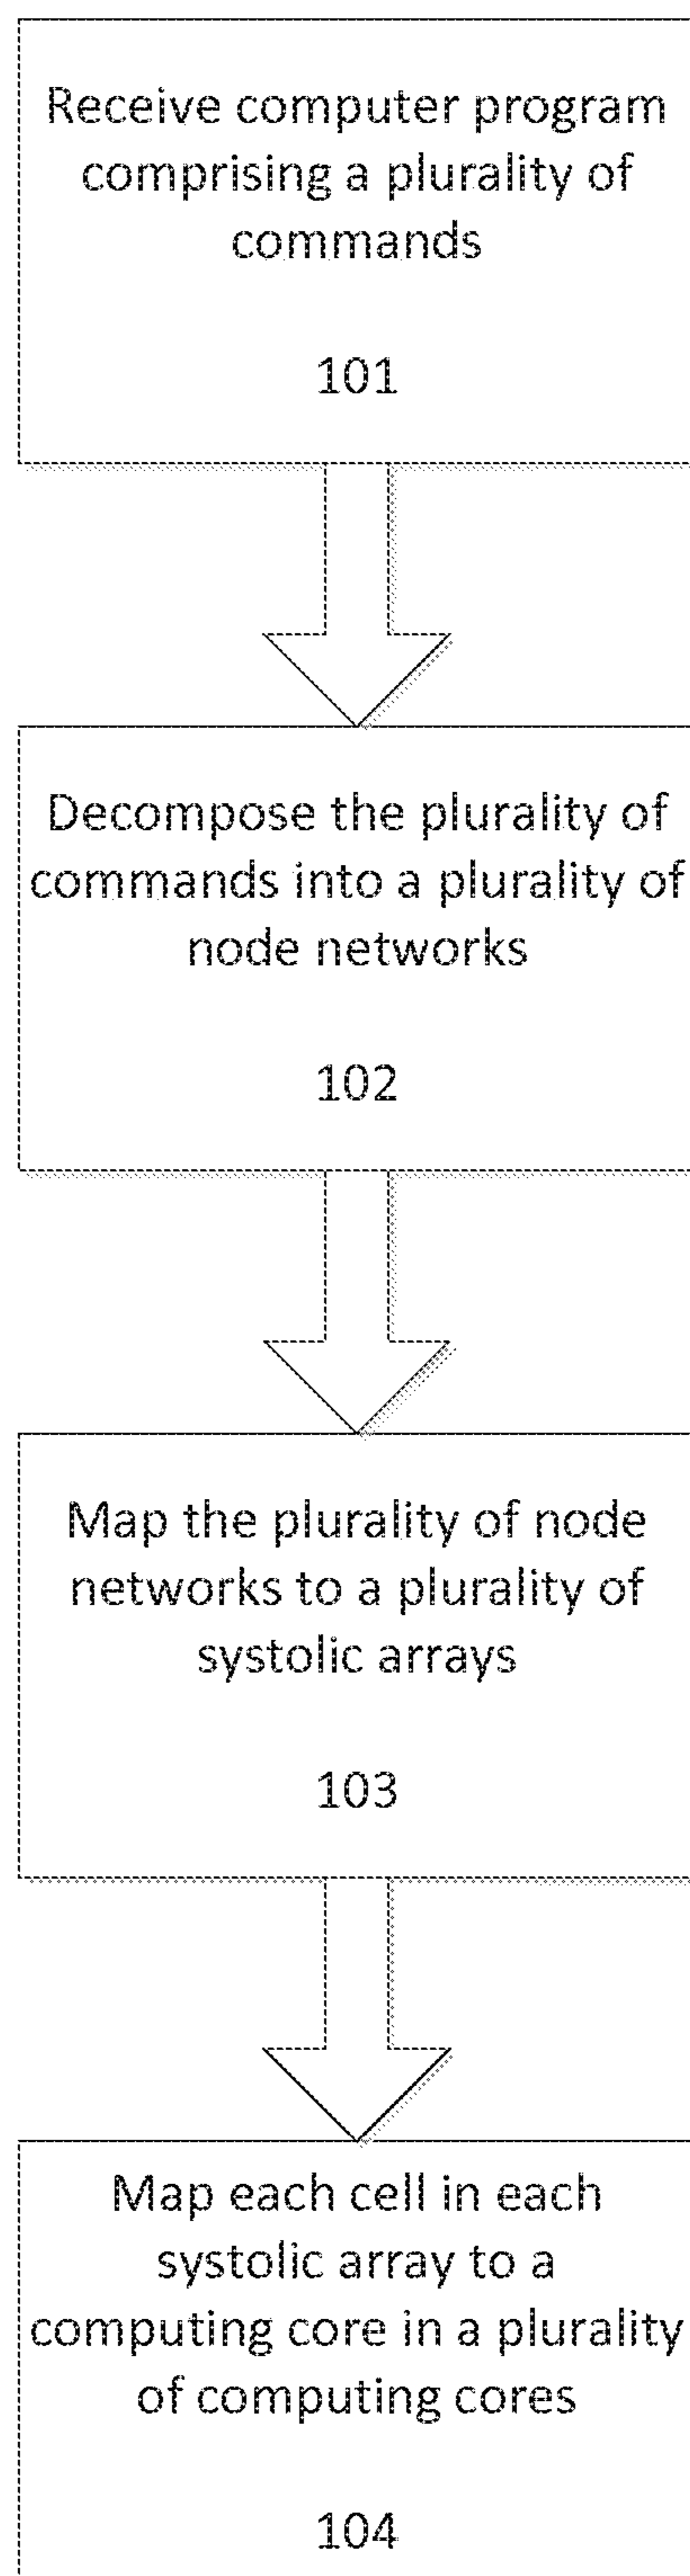 Receive computer program
comprising a plurality of
commands
101
Decompose the plurality of
commands into a plurality of
node networks
102
Map the plurality of node
networks to a plurality of
systolic arrays
103
Map each cell in each
systolic array to a
computing core in a plurality
of computing cores
104